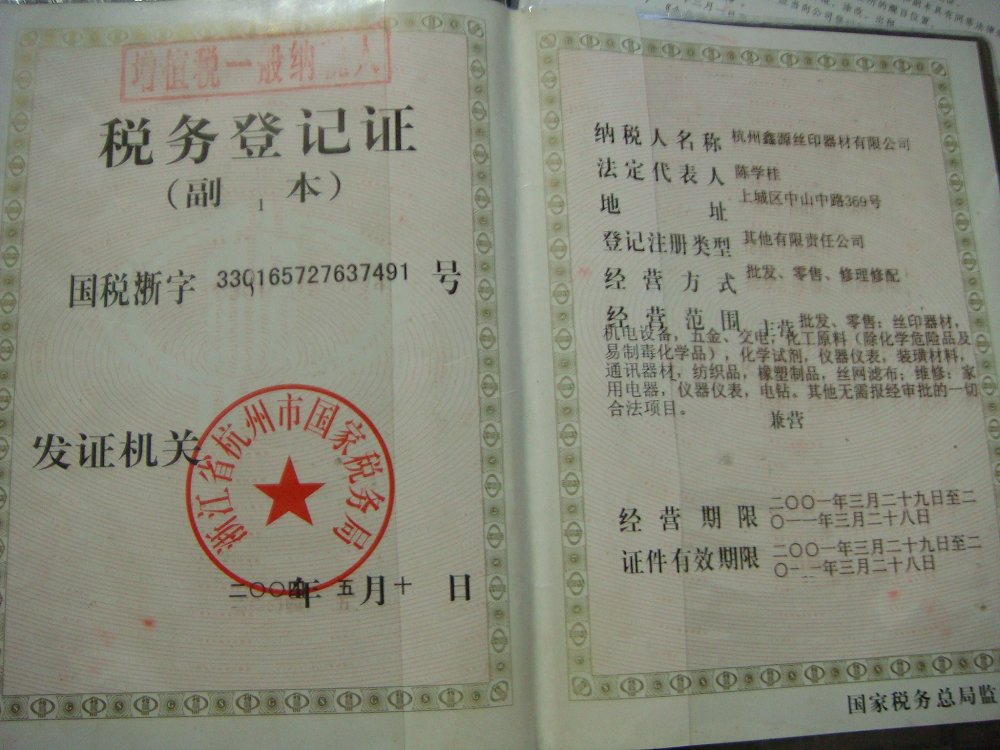 增值税一般纳税人
税务登记证
（副 1 本）
国税浙字 330165727637491 号
发证机关
浙江省杭州市国家税务局
二〇〇四年 五月十 日
纳税人名称 杭州鑫源丝印器材有限公司
法定代表人 陈学桂
地 址 上城区中山中路369号
登记注册类型 其他有限责任公司
经营方式 批发、零售、修理修配
经营范围 主营 批发、零售：丝印器材，
机电设备，五金、交电，化工原料（除化学危险品及
易制毒化学品），化学试剂，仪器仪表，装璜材料，
通讯器材，纺织品，橡塑制品，丝网滤布；维修：家
用电器，仪器仪表，电钻。其他无需报经审批的一切
合法项目。
兼营
经营期限 二〇〇一年三月二十九日至二
〇一一年三月二十八日
证件有效期限 二〇〇一年三月二十九日至二
〇一一年三月二十八日
国家税务总局监